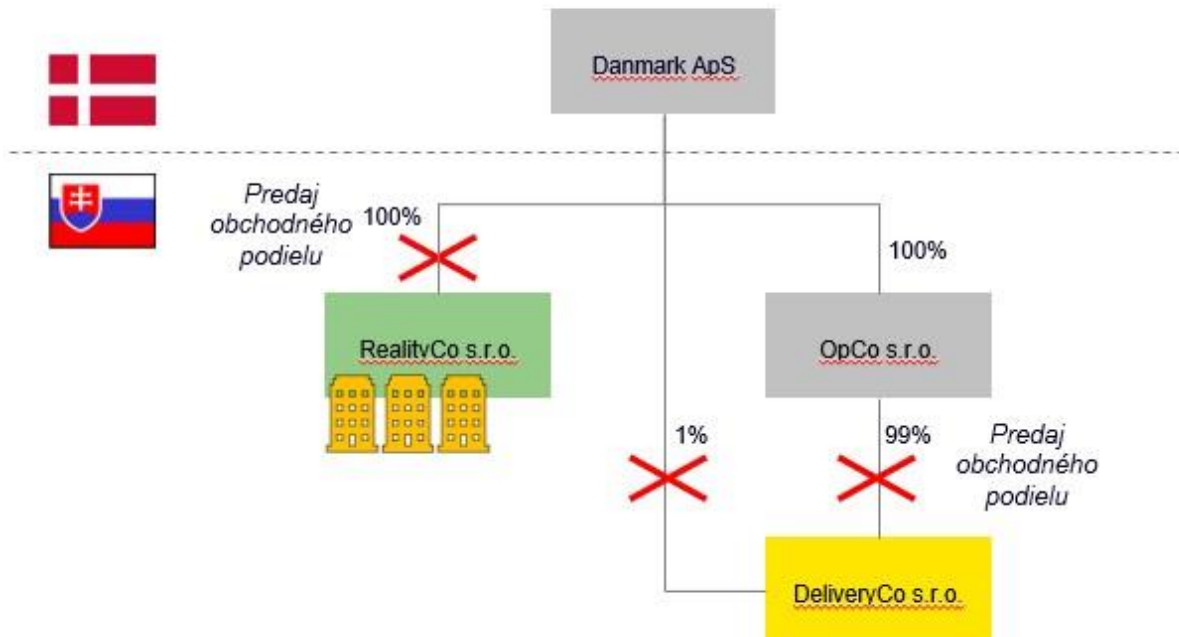 Danmark ApS
Predaj
obchodného
podielu
100%
100%
RealityCo s.r.o.
OpCo s.r.o.
1%
99%
Predaj
obchodného
podielu
DeliveryCo s.r.o.